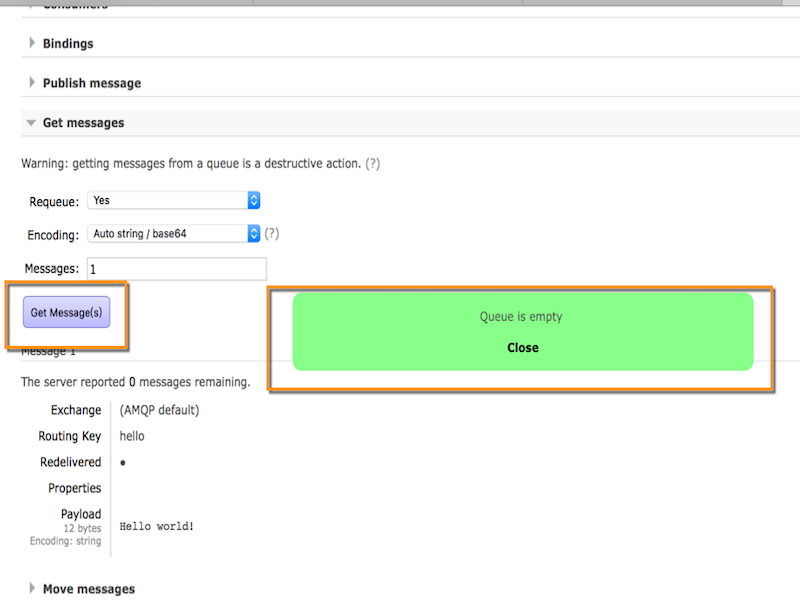 Consumers
Bindings
Publish message
Get messages
Warning: getting messages from a queue is a destructive action. (?)
Requeue: Yes
Encoding: Auto string / base64 (?)
Messages: 1
Get Message(s)
Queue is empty
Close
Message 1
The server reported 0 messages remaining.
Exchange (AMQP default)
Routing Key hello
Redelivered ●
Properties
Payload
12 bytes
Encoding: string
Hello world!
Move messages